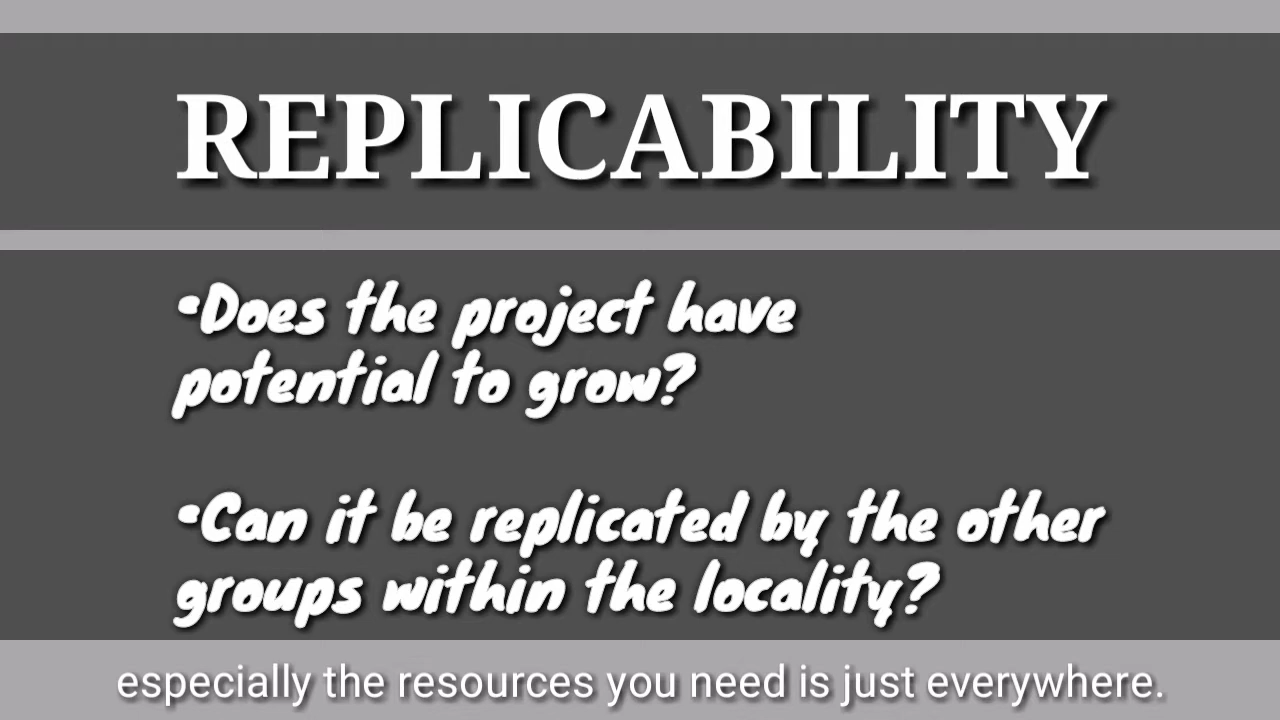 REPLICABILITY
•Does the project have
potential to grow?
•Can it be replicated by the other
groups within the locality?
especially the resources you need is just everywhere.